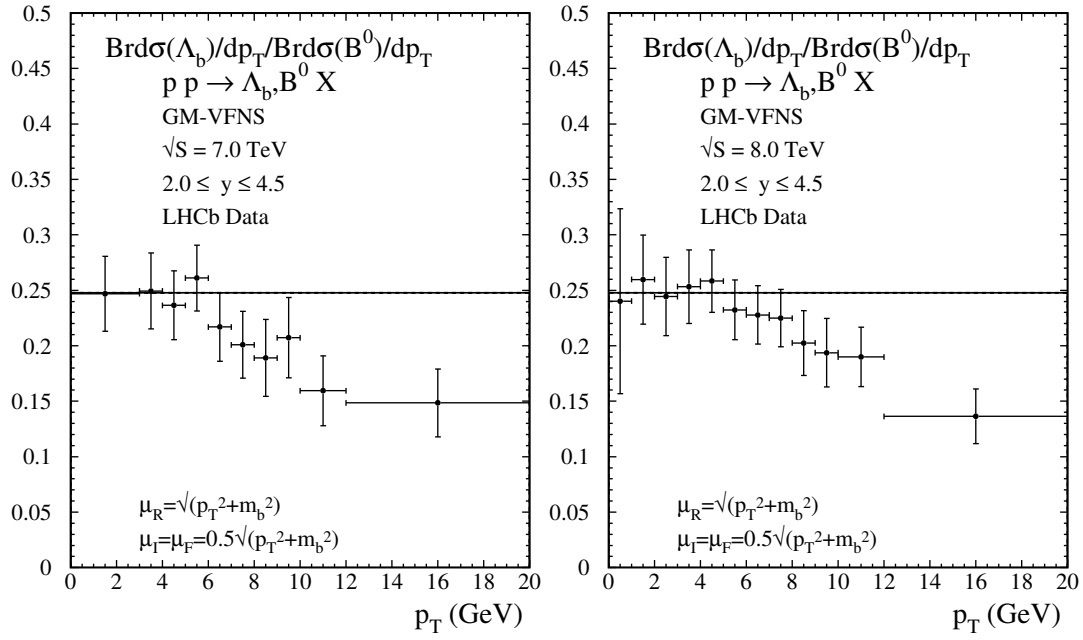 Brdσ(Λb)/dpT/Brdσ(B0)/dpT
p p → Λb,B0 X
GM-VFNS
√S = 7.0 TeV
2.0 ≤ y ≤ 4.5
LHCb Data
μR=√(pT2+mb2)
μI=μF=0.5√(pT2+mb2)
0.5
0.45
0.4
0.35
0.3
0.25
0.2
0.15
0.1
0.05
0
0 2 4 6 8 10 12 14 16 18 20
pT (GeV)
Brdσ(Λb)/dpT/Brdσ(B0)/dpT
p p → Λb,B0 X
GM-VFNS
√S = 8.0 TeV
2.0 ≤ y ≤ 4.5
LHCb Data
μR=√(pT2+mb2)
μI=μF=0.5√(pT2+mb2)
0.5
0.45
0.4
0.35
0.3
0.25
0.2
0.15
0.1
0.05
0
0 2 4 6 8 10 12 14 16 18 20
pT (GeV)